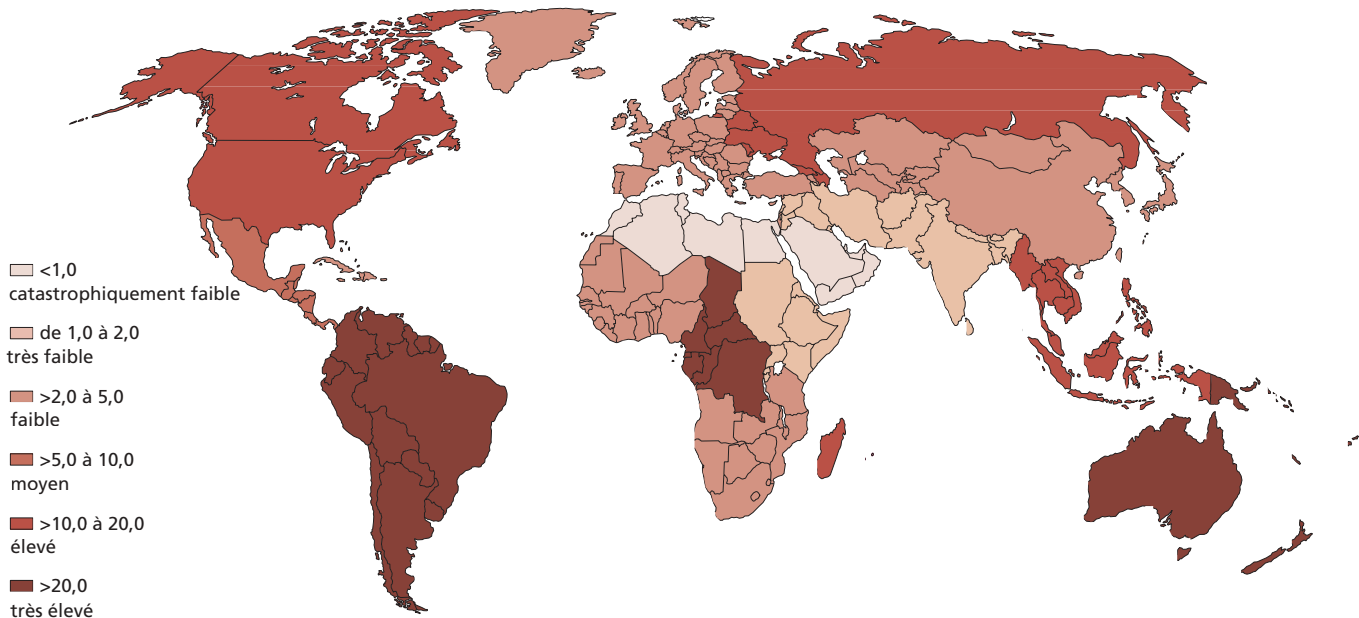 <1,0
catastrophiquement faible
de 1,0 à 2,0
très faible
>2,0 à 5,0
faible
>5,0 à 10,0
moyen
>10,0 à 20,0
élevé
>20,0
très élevé